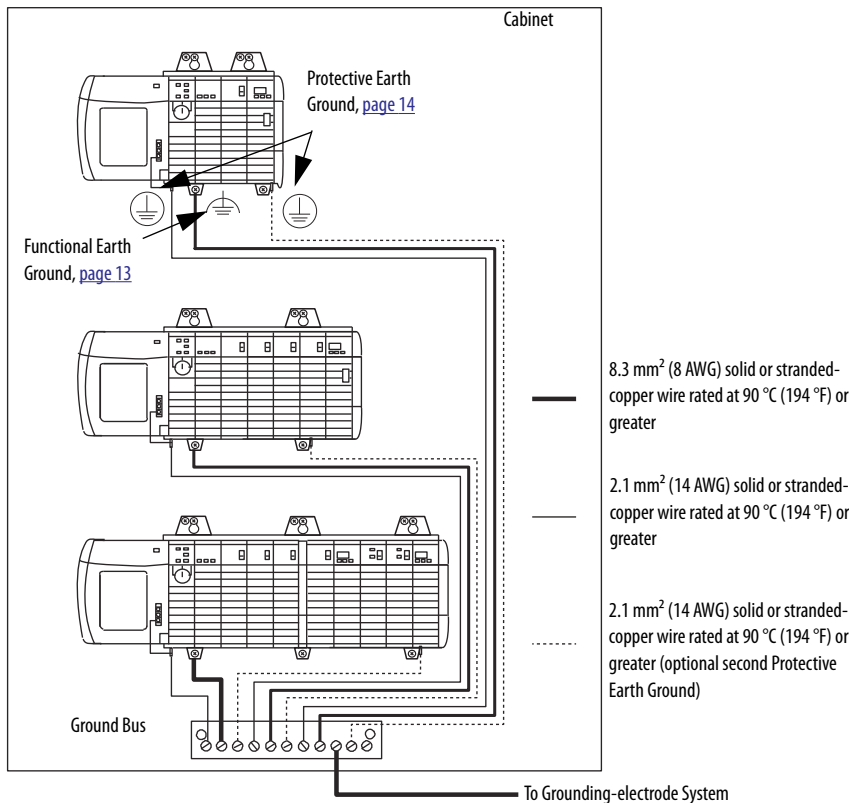 Cabinet
Protective Earth
Ground, page 14
Functional Earth
Ground, page 13
8.3 mm² (8 AWG) solid or stranded-
copper wire rated at 90 °C (194 °F) or
greater
2.1 mm² (14 AWG) solid or stranded-
copper wire rated at 90 °C (194 °F) or
greater
2.1 mm² (14 AWG) solid or stranded-
copper wire rated at 90 °C (194 °F) or
greater (optional second Protective
Earth Ground)
Ground Bus
To Grounding-electrode System